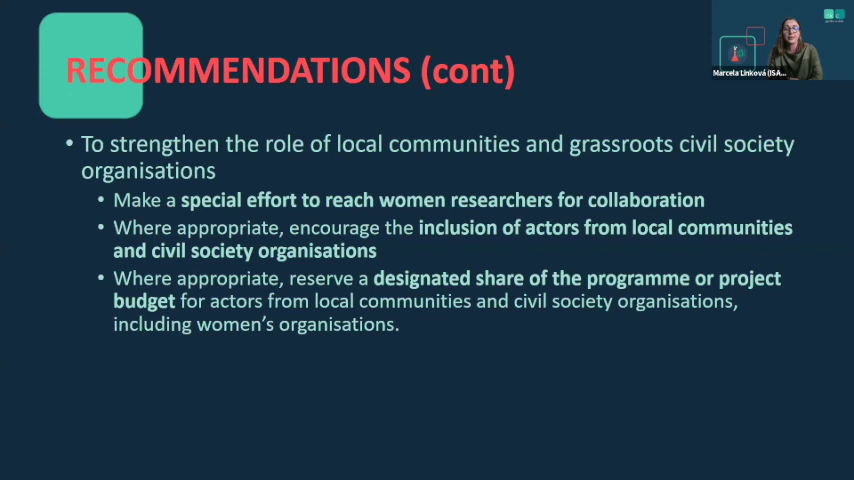 RECOMMENDATIONS (cont)
Marcela Linková (ISA...
• To strengthen the role of local communities and grassroots civil society
organisations
• Make a special effort to reach women researchers for collaboration
• Where appropriate, encourage the inclusion of actors from local communities
and civil society organisations
• Where appropriate, reserve a designated share of the programme or project
budget for actors from local communities and civil society organisations,
including women's organisations.